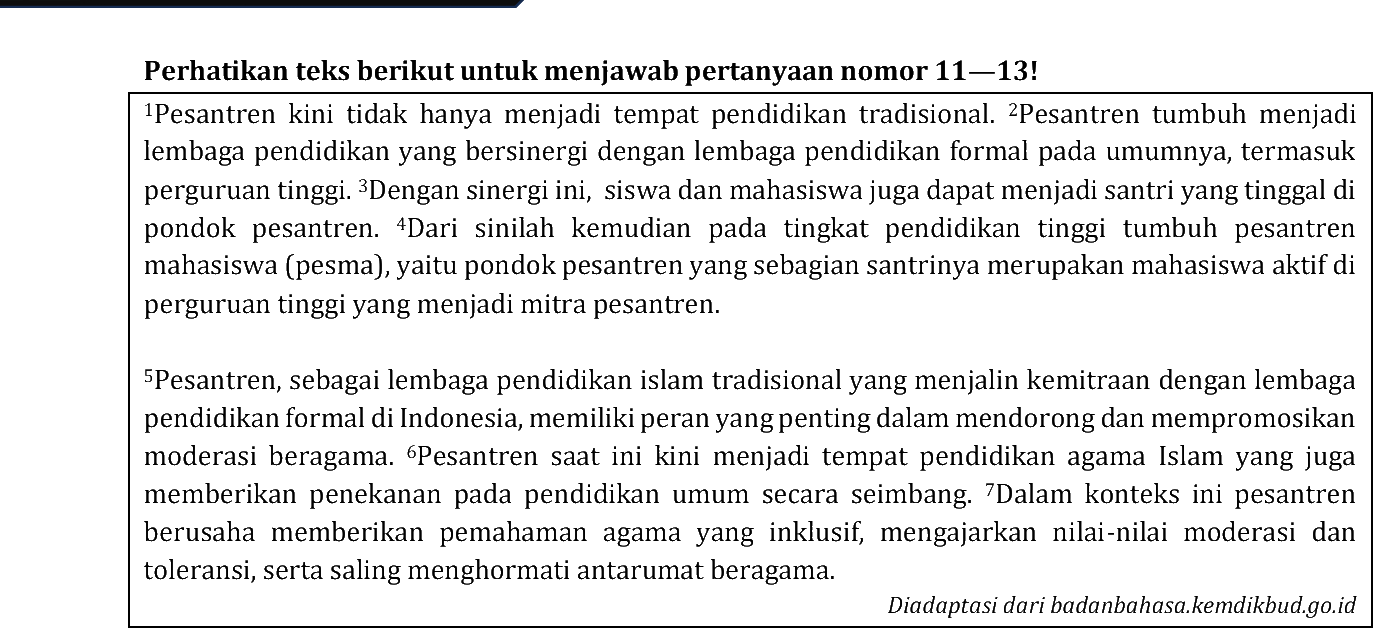 Perhatikan teks berikut untuk menjawab pertanyaan nomor 11—13!
¹Pesantren kini tidak hanya menjadi tempat pendidikan tradisional. ²Pesantren tumbuh menjadi
lembaga pendidikan yang bersinergi dengan lembaga pendidikan formal pada umumnya, termasuk
perguruan tinggi. ³Dengan sinergi ini, siswa dan mahasiswa juga dapat menjadi santri yang tinggal di
pondok pesantren. ⁴Dari sinilah kemudian pada tingkat pendidikan tinggi tumbuh pesantren
mahasiswa (pesma), yaitu pondok pesantren yang sebagian santrinya merupakan mahasiswa aktif di
perguruan tinggi yang menjadi mitra pesantren.
⁵Pesantren, sebagai lembaga pendidikan islam tradisional yang menjalin kemitraan dengan lembaga
pendidikan formal di Indonesia, memiliki peran yang penting dalam mendorong dan mempromosikan
moderasi beragama. ⁶Pesantren saat ini kini menjadi tempat pendidikan agama Islam yang juga
memberikan penekanan pada pendidikan umum secara seimbang. ⁷Dalam konteks ini pesantren
berusaha memberikan pemahaman agama yang inklusif, mengajarkan nilai-nilai moderasi dan
toleransi, serta saling menghormati antarumat beragama.
Diadaptasi dari badanbahasa.kemdikbud.go.id